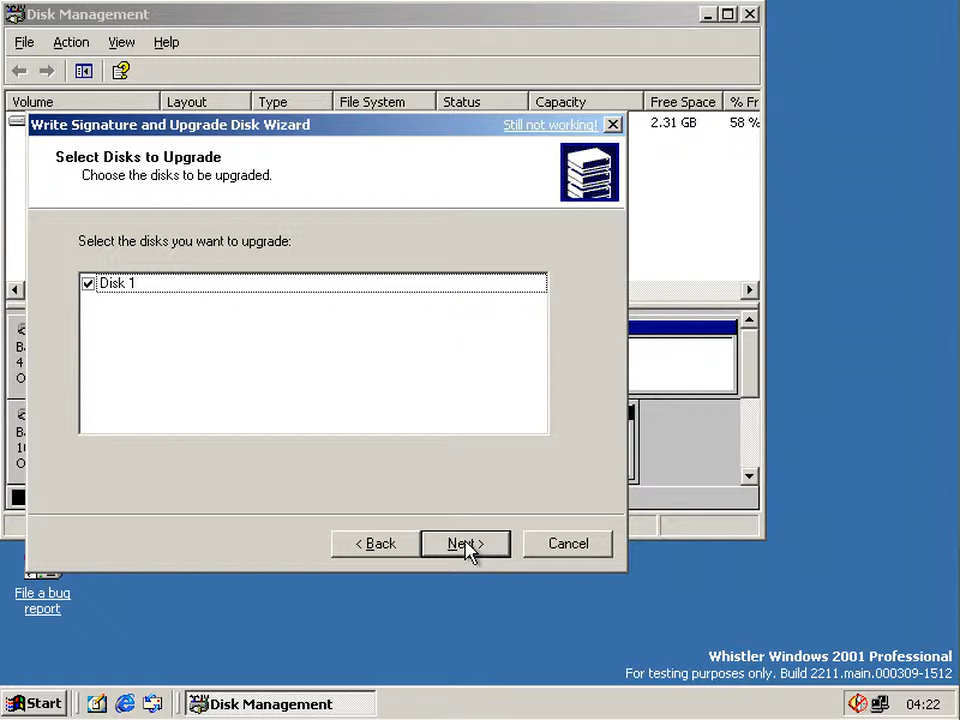 Disk Management
File Action View Help
Volume Layout Type File System Status Capacity Free Space % Fr
2.31 GB 58 %
Write Signature and Upgrade Disk Wizard Still not working!
Select Disks to Upgrade
Choose the disks to be upgraded.
Select the disks you want to upgrade:
Disk 1
< Back Next > Cancel
File a bug
report
Whistler Windows 2001 Professional
For testing purposes only. Build 2211.main.000309-1512
Start Disk Management 04:22